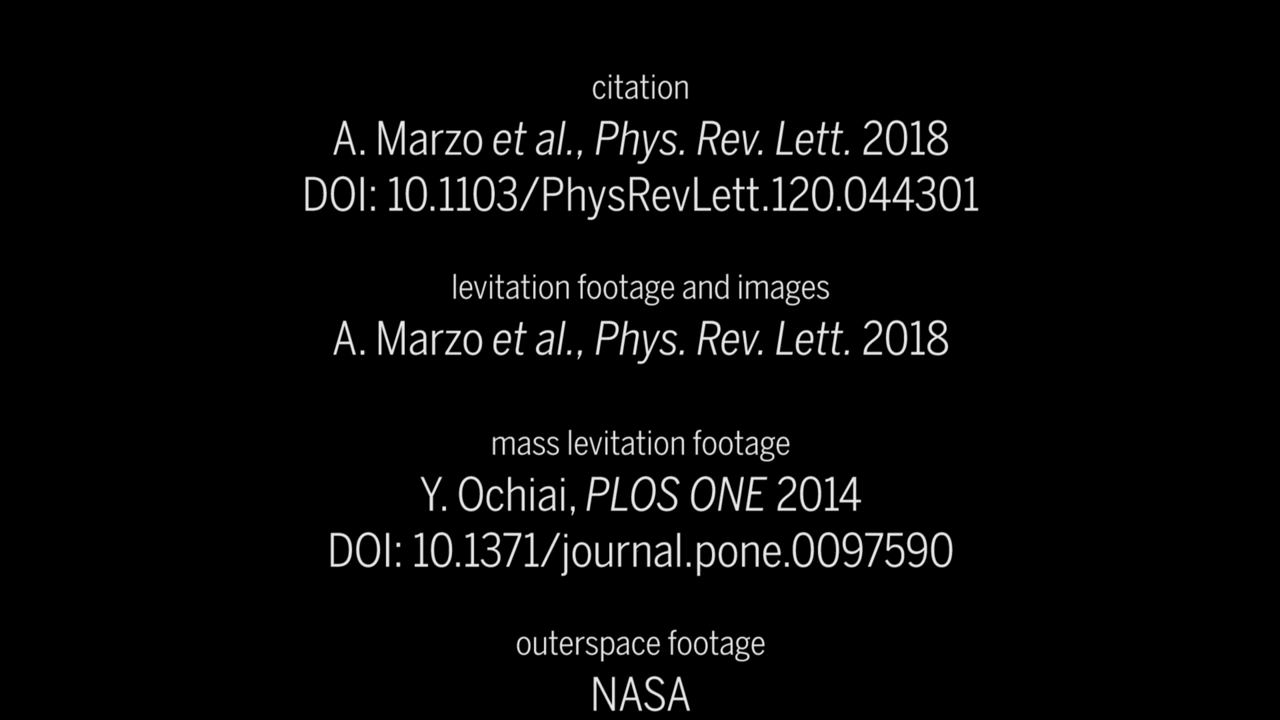 citation
A. Marzo et al., Phys. Rev. Lett. 2018
DOI: 10.1103/PhysRevLett.120.044301
levitation footage and images
A. Marzo et al., Phys. Rev. Lett. 2018
mass levitation footage
Y. Ochiai, PLOS ONE 2014
DOI: 10.1371/journal.pone.0097590
outerspace footage
NASA